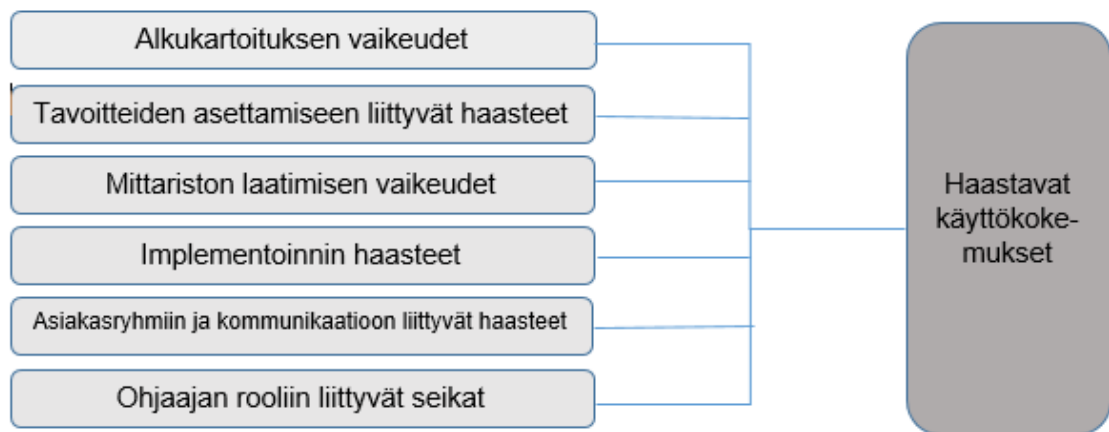 Alkukartoituksen vaikeudet
Tavoitteiden asettamiseen liittyvät haasteet
Mittariston laatimisen vaikeudet
Implementoinnin haasteet
Asiakasryhmiin ja kommunikaatioon liittyvät haasteet
Ohjaajan rooliin liittyvät seikat
Haastavat
käyttökoke-
mukset